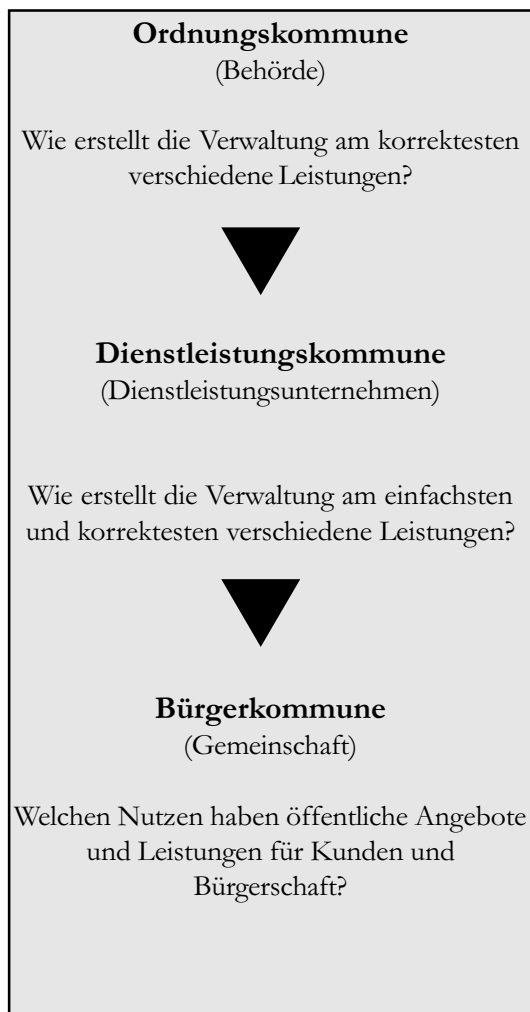 Ordnungskommune
(Behörde)
Wie erstellt die Verwaltung am korrektesten
verschiedene Leistungen?
Dienstleistungskommune
(Dienstleistungsunternehmen)
Wie erstellt die Verwaltung am einfachsten
und korrektesten verschiedene Leistungen?
Bürgerkommune
(Gemeinschaft)
Welchen Nutzen haben öffentliche Angebote
und Leistungen für Kunden und
Bürgerschaft?